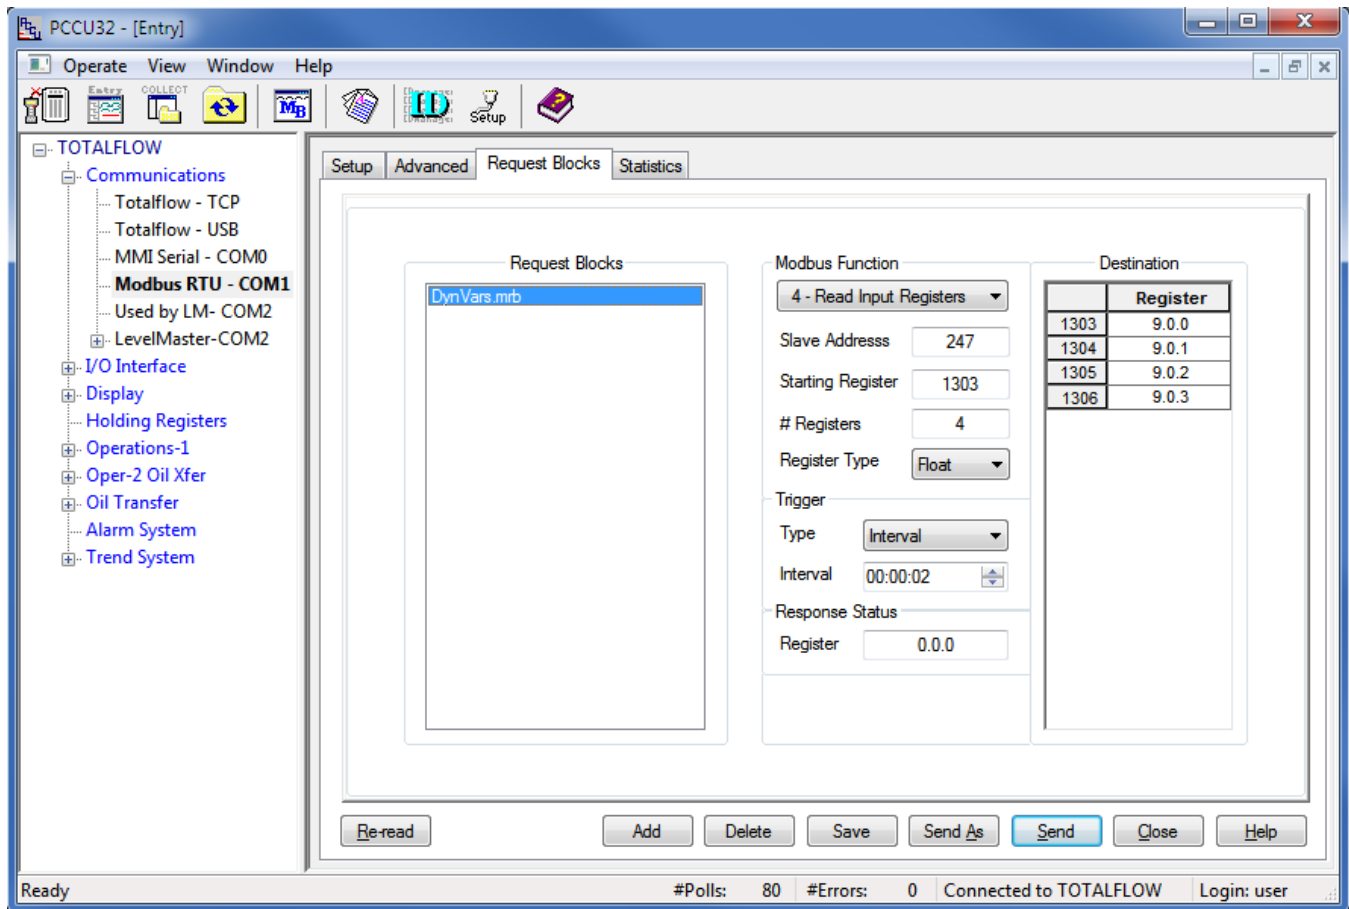 PCCU32 - [Entry]
Operate View Window Help
Entry COLLECT MB ID Setup
TOTALFLOW
Communications
Totalflow - TCP
Totalflow - USB
MMI Serial - COM0
Modbus RTU - COM1
Used by LM- COM2
LevelMaster-COM2
I/O Interface
Display
Holding Registers
Operations-1
Oper-2 Oil Xfer
Oil Transfer
Alarm System
Trend System
Setup Advanced Request Blocks Statistics
Request Blocks
DynVars.mrb
Modbus Function
4 - Read Input Registers
Slave Addresss 247
Starting Register 1303
# Registers 4
Register Type Float
Trigger
Type Interval
Interval 00:00:02
Response Status
Register 0.0.0
Destination
Register
1303 9.0.0
1304 9.0.1
1305 9.0.2
1306 9.0.3
Re-read Add Delete Save Send As Send Close Help
Ready #Polls: 80 #Errors: 0 Connected to TOTALFLOW Login: user